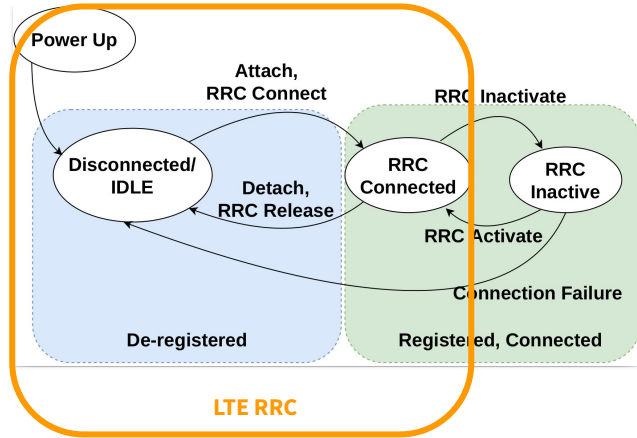 Power Up
Attach,
RRC Connect
RRC Inactivate
Disconnected/
IDLE
RRC
Connected
RRC
Inactive
Detach,
RRC Release
RRC Activate
Connection Failure
De-registered
Registered, Connected
LTE RRC